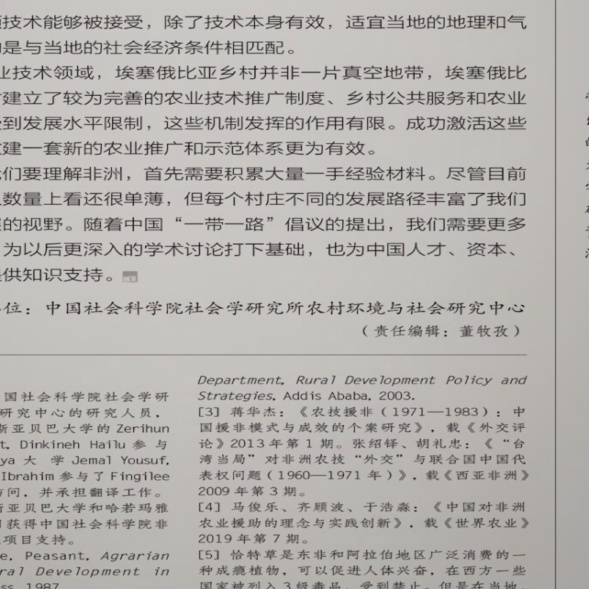 技术能够被接受，除了技术本身有效，适宜当地的地理和气
是与当地的社会经济条件相匹配。
业技术领域，埃塞俄比亚乡村并非一片真空地带，埃塞俄比
建立了较为完善的农业技术推广制度、乡村公共服务和农业
到发展水平限制，这些机制发挥的作用有限。成功激活这些
建一套新的农业推广和示范体系更为有效。
们要理解非洲，首先需要积累大量一手经验材料。尽管目前
数量上看还很单薄，但每个村庄不同的发展路径丰富了我们
的视野。随着中国“一带一路”倡议的提出，我们需要更多
为以后更深入的学术讨论打下基础，也为中国人才、资本、
供知识支持。
位：中国社会科学院社会学研究所农村环境与社会研究中心
（责任编辑：董牧孜）
国社会科学院社会学研
研究中心的研究人员，
斯亚贝巴大学的 Zerihun
t, Dinkineh Hailu 参与
ya 大 学 Jemal Yousuf,
Ibrahim 参与了 Fingilee
访问，并承担翻译工作。
斯亚贝巴大学和哈若玛雅
获得中国社会科学院非
项目支持。
e, Peasant, Agrarian
ral Development in
ss, 1987.
Department, Rural Development Policy and
Strategies, Addis Ababa, 2003.
[3] 蒋华杰：《农技援非（1971—1983）：中
国援非模式与成效的个案研究》，载《外交评
论》2013 年第 1 期。张绍铎、胡礼忠：《“台
湾当局”对非洲农技“外交”与联合国中国代
表权问题（1960—1971 年）》，载《西亚非洲》
2009 年第 3 期。
[4] 马俊乐、齐顾波、于浩淼：《中国对非洲
农业援助的理念与实践创新》，载《世界农业》
2019 年第 7 期。
[5] 恰特草是东非和阿拉伯地区广泛消费的一
种成瘾植物，可以促进人体兴奋，在西方一些
国家被列入 3 级毒品，受到禁止。但是在当地，